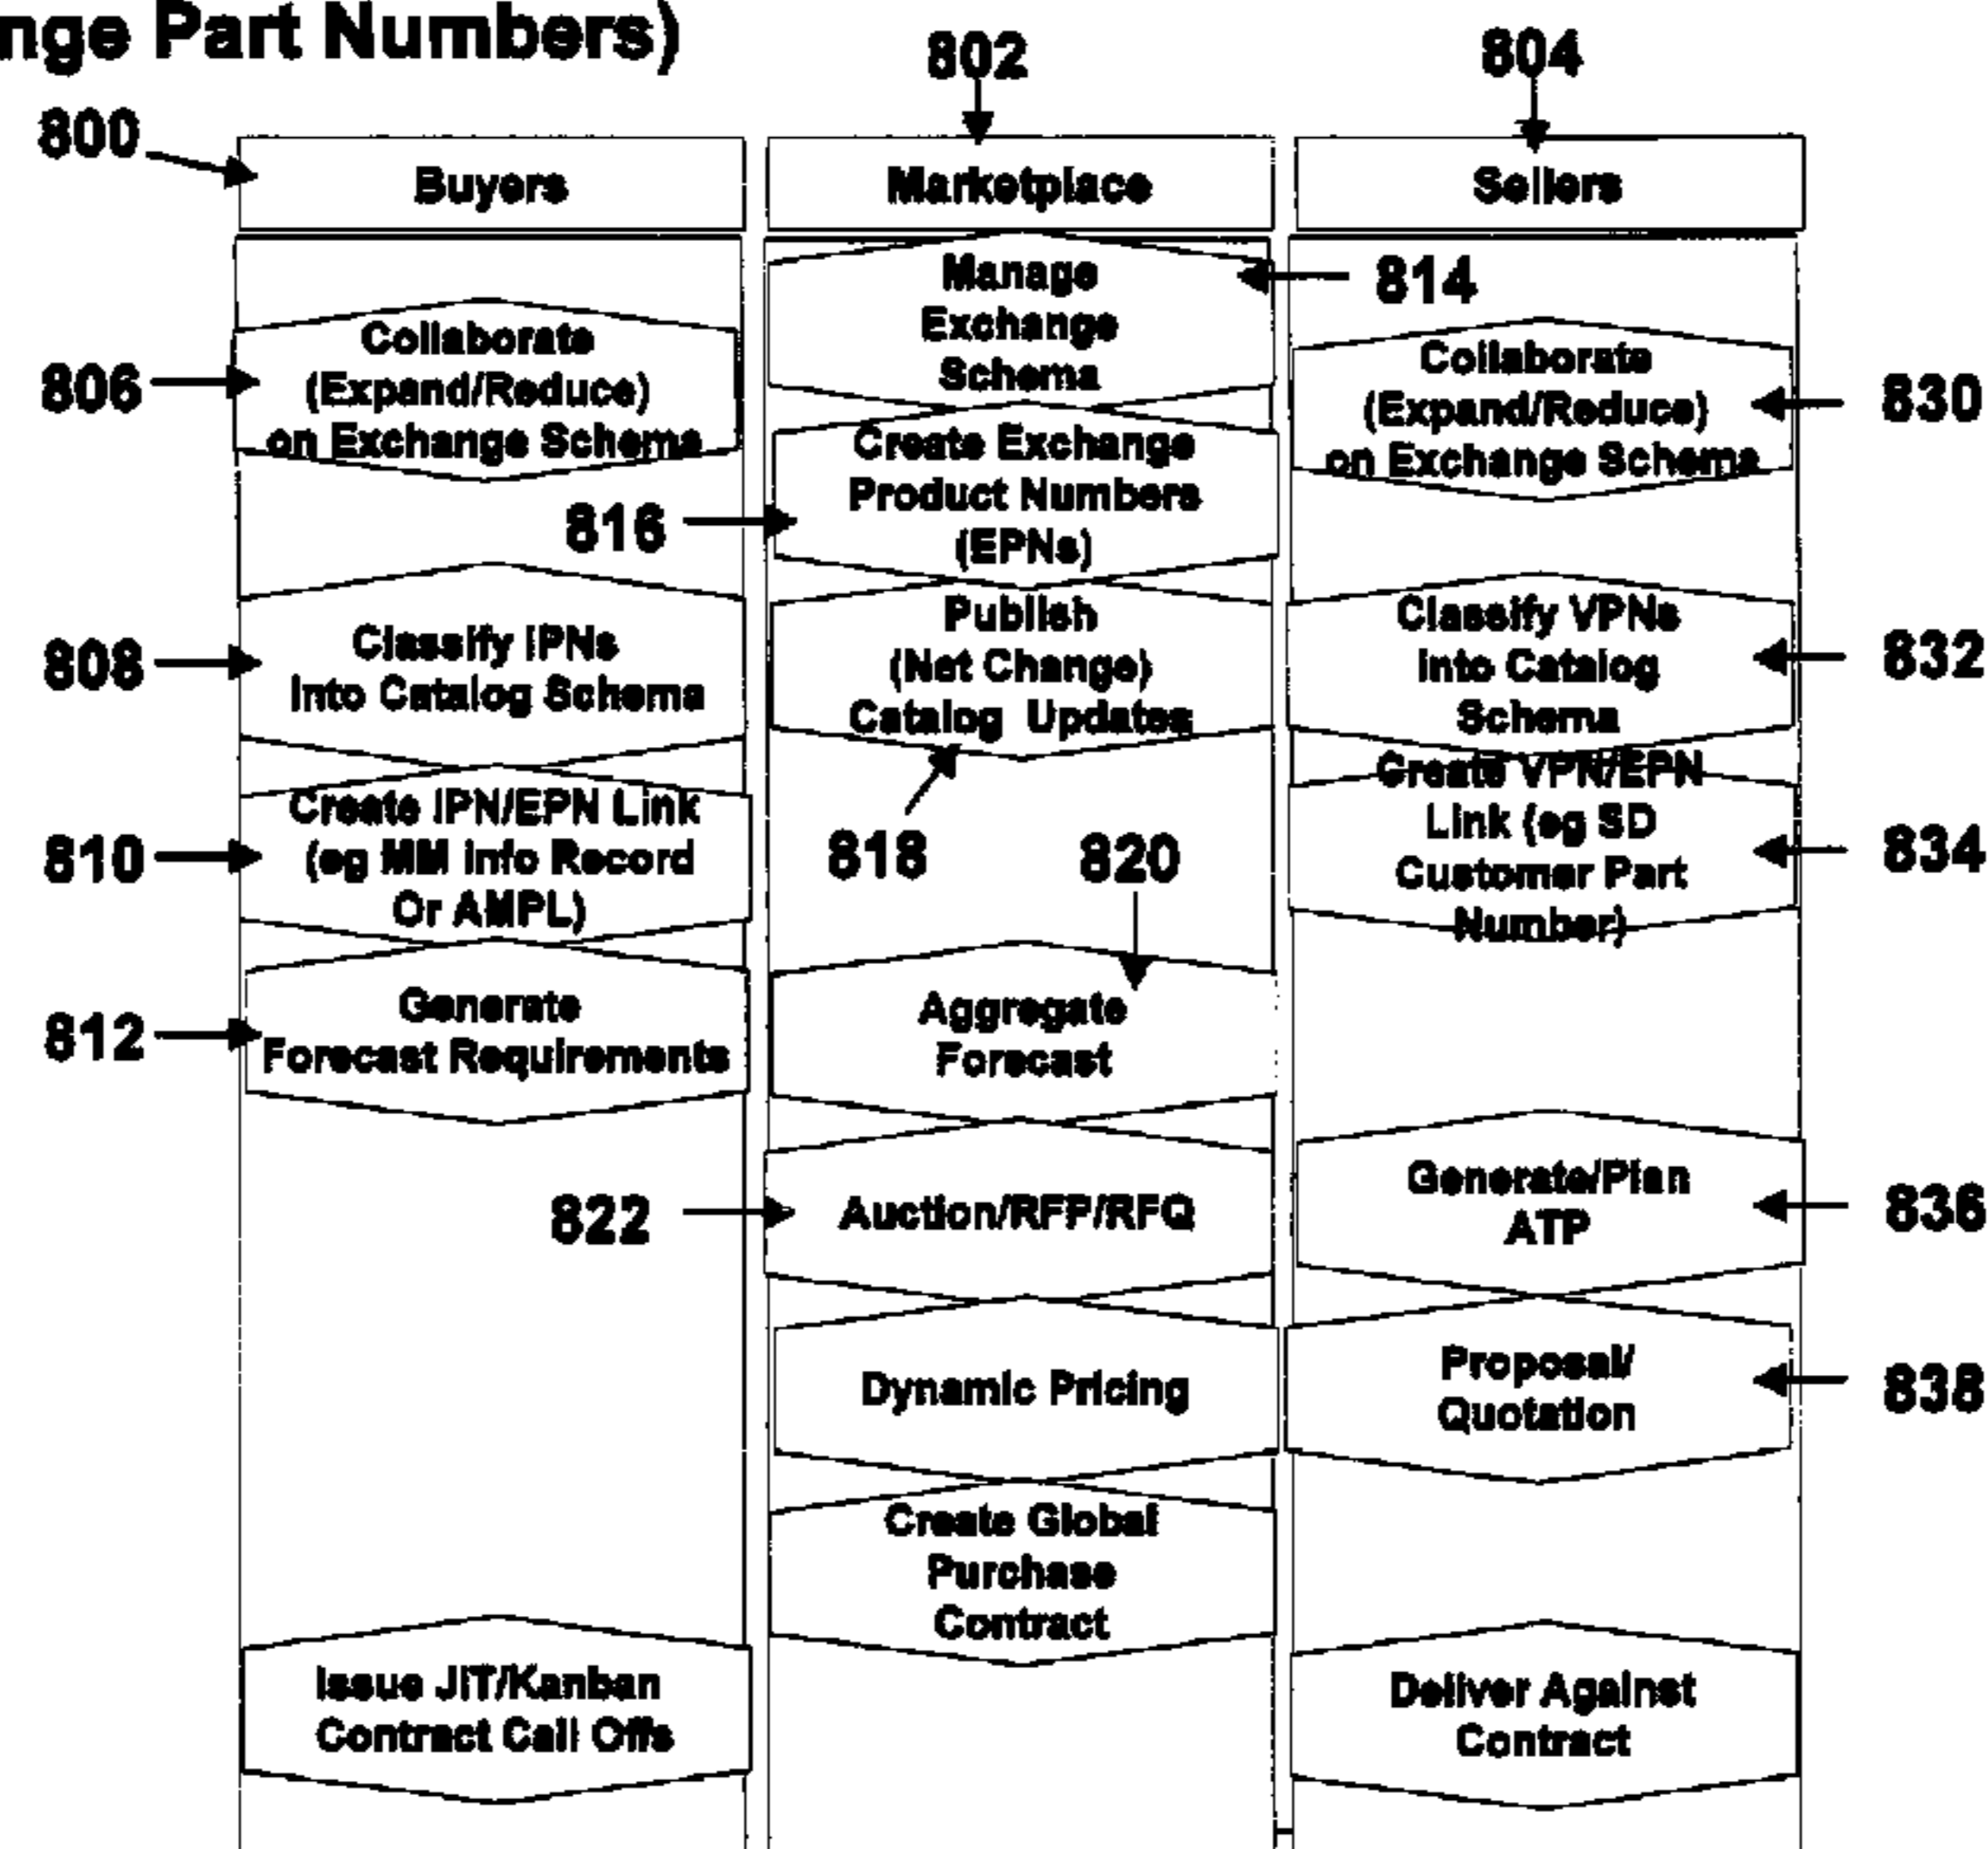 nge Part Numbers)
802
804
800
Buyers
Marketplace
Sellers
Manage
Exchange
Schema
814
Collaborate
(Expand/Reduce)
on Exchange Schema
806
Collaborate
(Expand/Reduce)
on Exchange Schema
830
Create Exchange
Product Numbers
(EPNs)
816
Classify IPNs
Into Catalog Schema
808
Publish
(Net Change)
Catalog Updates
818
Classify VPNs
into Catalog
Schema
832
Create IPN/EPN Link
(eg MM Info Record
Or AMPL)
810
820
Create VPN/EPN
Link (eg SD
Customer Part
Number)
834
Generate
Forecast Requirements
812
Aggregate
Forecast
Auction/RFP/RFQ
822
Generate/Plan
ATP
836
Dynamic Pricing
Proposal/
Quotation
838
Create Global
Purchase
Contract
Issue JIT/Kanban
Contract Call Offs
Deliver Against
Contract